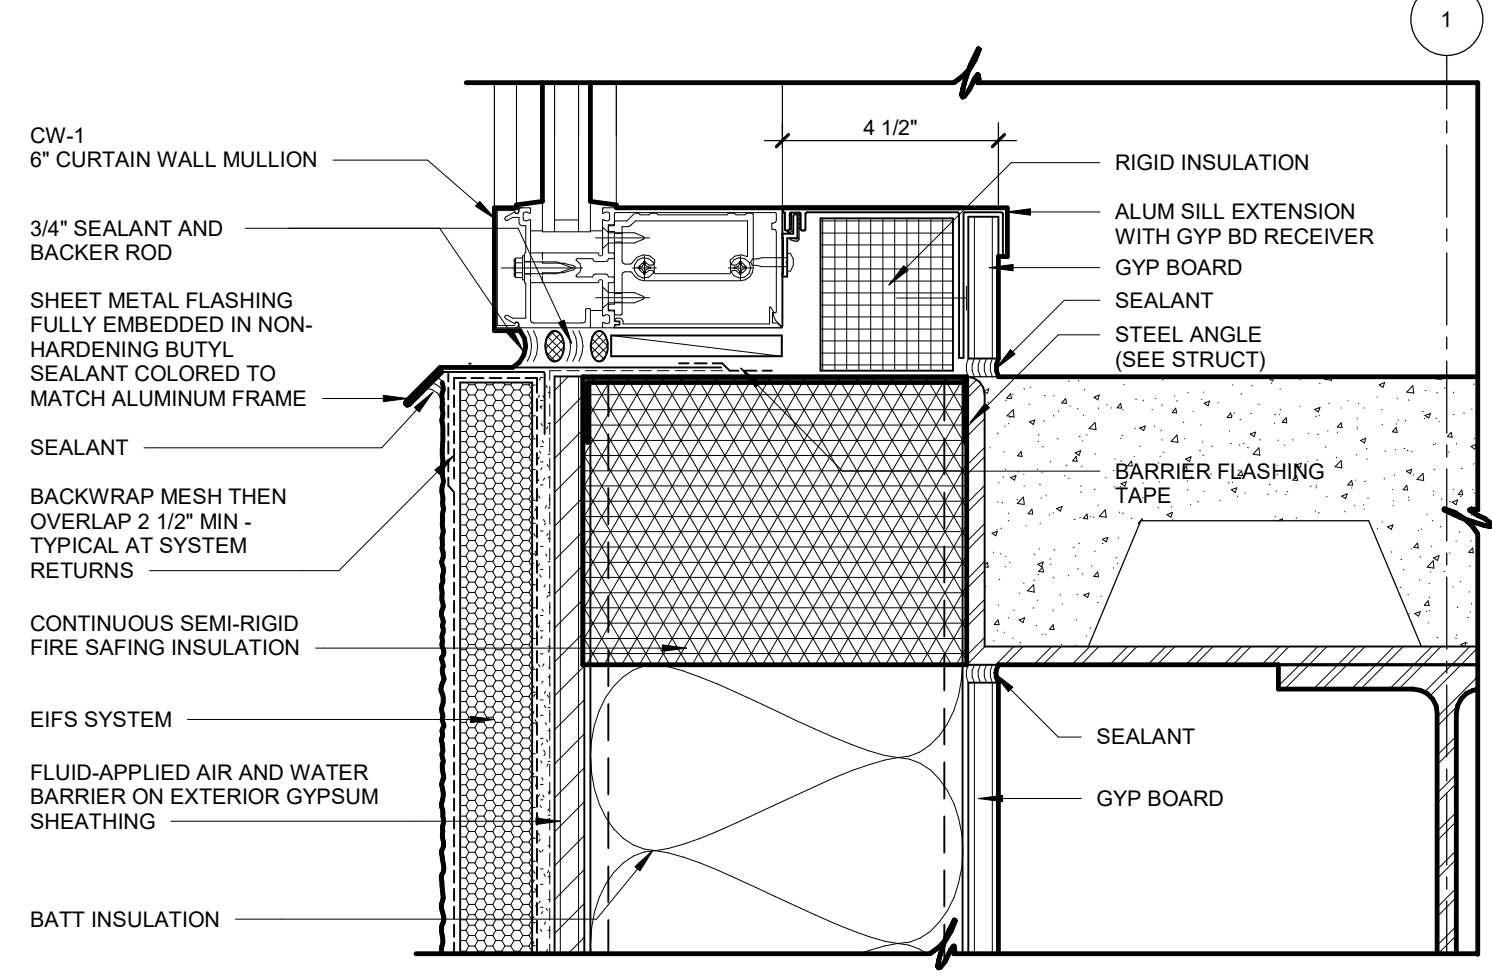 1
CW-1
6" CURTAIN WALL MULLION
3/4" SEALANT AND
BACKER ROD
SHEET METAL FLASHING
FULLY EMBEDDED IN NON-
HARDENING BUTYL
SEALANT COLORED TO
MATCH ALUMINUM FRAME
SEALANT
BACKWRAP MESH THEN
OVERLAP 2 1/2" MIN -
TYPICAL AT SYSTEM
RETURNS
CONTINUOUS SEMI-RIGID
FIRE SAFING INSULATION
EIFS SYSTEM
FLUID-APPLIED AIR AND WATER
BARRIER ON EXTERIOR GYPSUM
SHEATHING
BATT INSULATION
4 1/2"
RIGID INSULATION
ALUM SILL EXTENSION
WITH GYP BD RECEIVER
GYP BOARD
SEALANT
STEEL ANGLE
(SEE STRUCT)
BARRIER FLASHING
TAPE
SEALANT
GYP BOARD